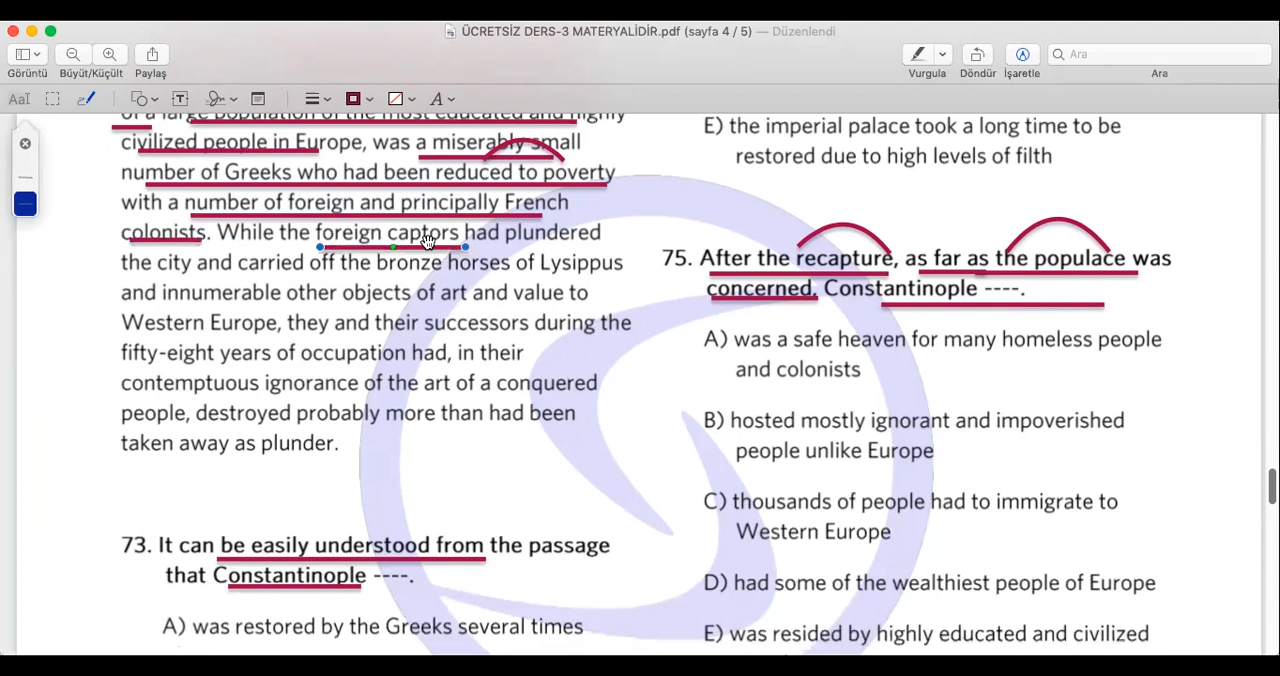 ÜCRETSİZ DERS-3 MATERYALİDİR.pdf (sayfa 4 / 5) — Düzenlendi
Görüntü Büyüt/Küçült Paylaş Vurgula Döndür İşaretle Ara
Ara
of a large population of the most educated and highly
civilized people in Europe, was a miserably small
number of Greeks who had been reduced to poverty
with a number of foreign and principally French
colonists. While the foreign captors had plundered
the city and carried off the bronze horses of Lysippus
and innumerable other objects of art and value to
Western Europe, they and their successors during the
fifty-eight years of occupation had, in their
contemptuous ignorance of the art of a conquered
people, destroyed probably more than had been
taken away as plunder.
73. It can be easily understood from the passage
that Constantinople ----.
A) was restored by the Greeks several times
E) the imperial palace took a long time to be
restored due to high levels of filth
75. After the recapture, as far as the populace was
concerned, Constantinople ----.
A) was a safe heaven for many homeless people
and colonists
B) hosted mostly ignorant and impoverished
people unlike Europe
C) thousands of people had to immigrate to
Western Europe
D) had some of the wealthiest people of Europe
E) was resided by highly educated and civilized